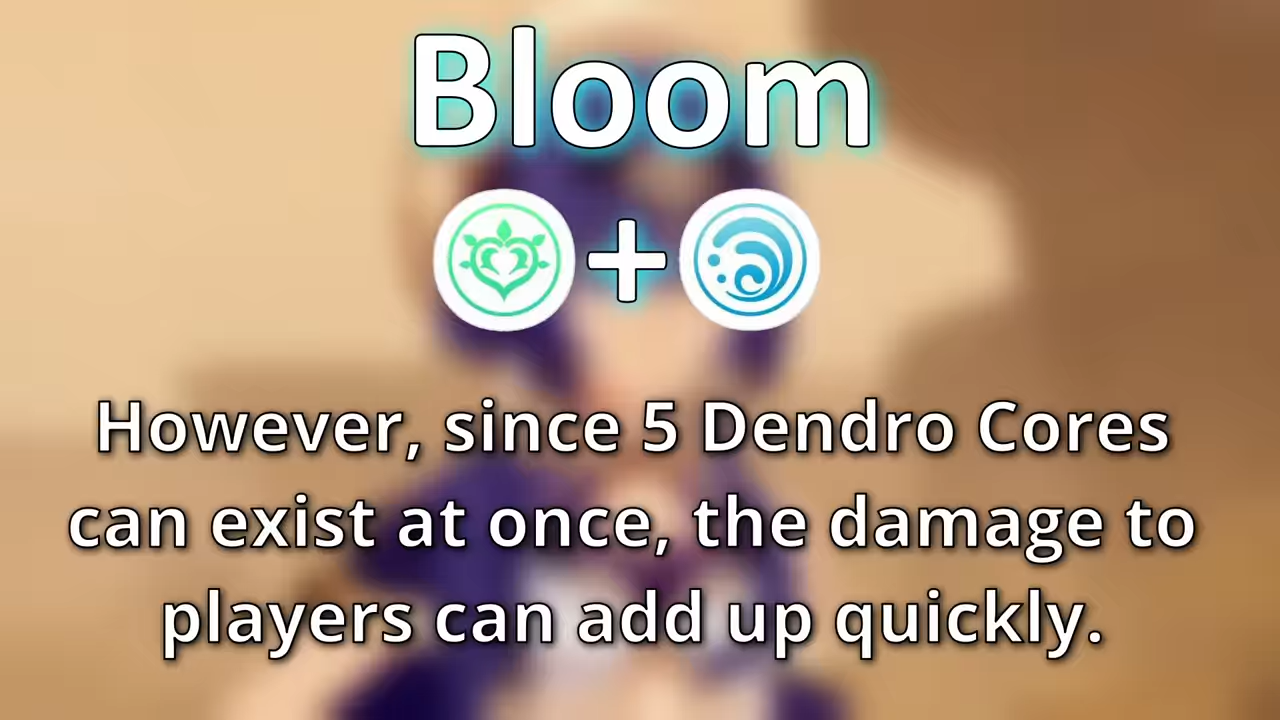 Bloom
+
However, since 5 Dendro Cores
can exist at once, the damage to
players can add up quickly.